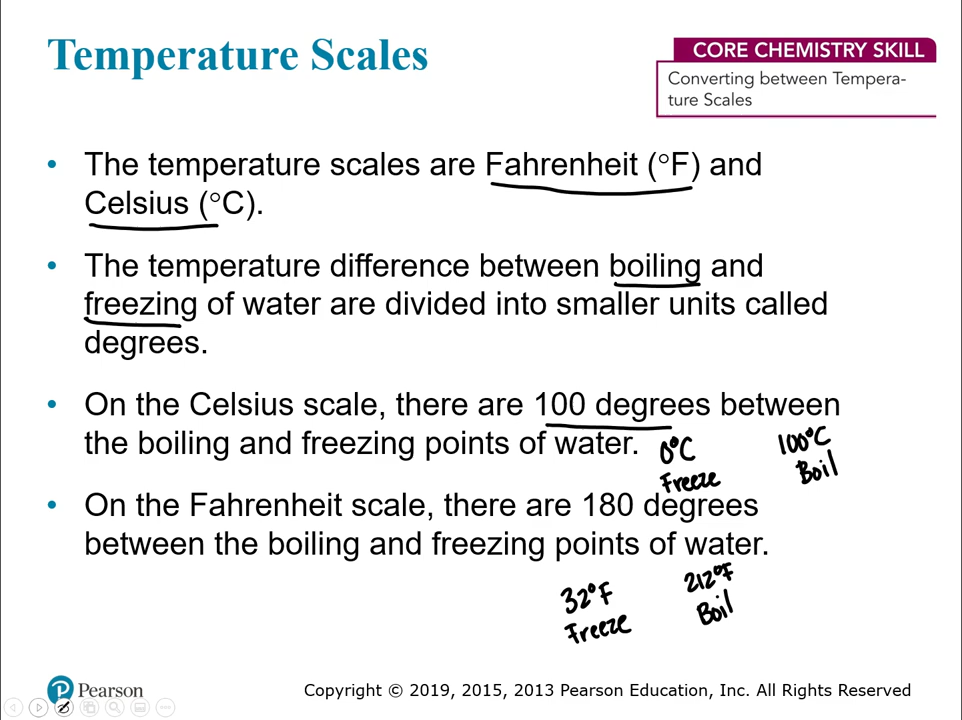 Temperature Scales
CORE CHEMISTRY SKILL
Converting between Tempera-
ture Scales
• The temperature scales are Fahrenheit (°F) and
Celsius (°C).
• The temperature difference between boiling and
freezing of water are divided into smaller units called
degrees.
• On the Celsius scale, there are 100 degrees between
the boiling and freezing points of water.
0°C
Freeze
100°C
Boil
• On the Fahrenheit scale, there are 180 degrees
between the boiling and freezing points of water.
32°F
Freeze
212°F
Boil
Pearson
Copyright © 2019, 2015, 2013 Pearson Education, Inc. All Rights Reserved